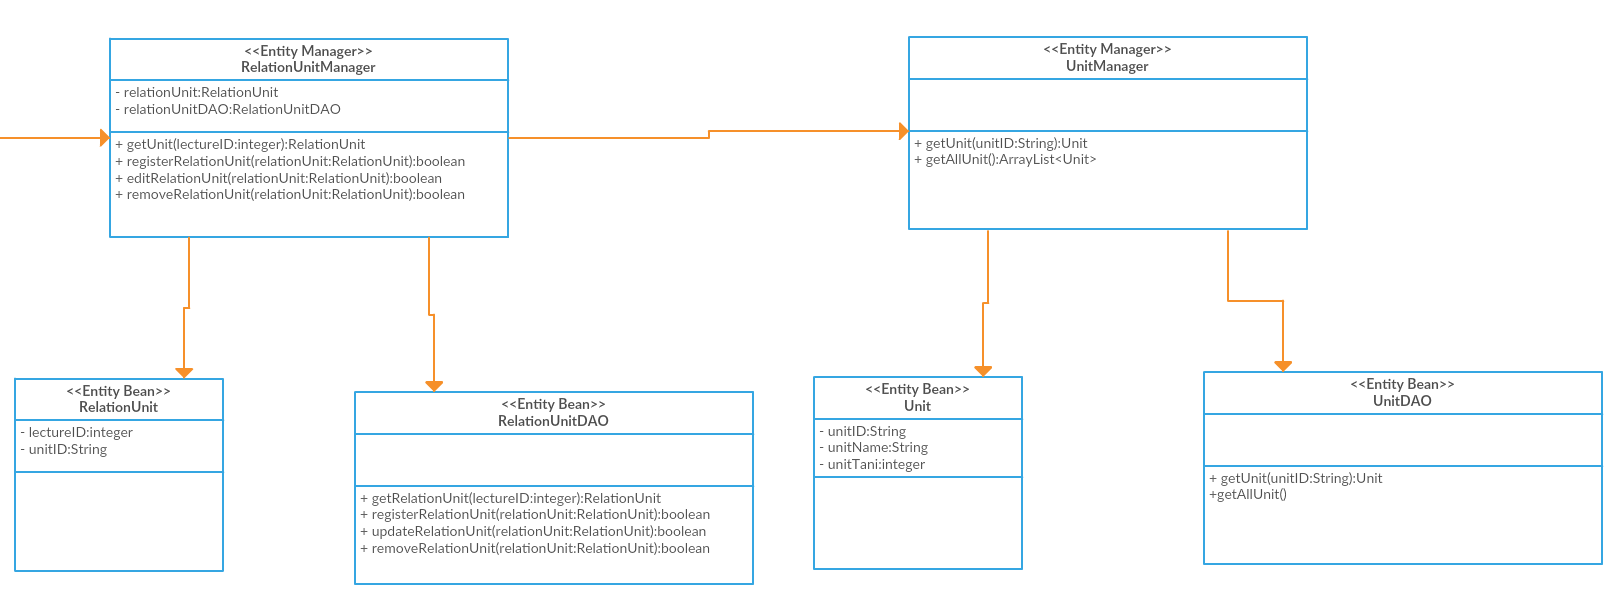 <<Entity Manager>>
RelationUnitManager
- relationUnit:RelationUnit
- relationUnitDAO:RelationUnitDAO
+ getUnit(lectureID:integer):RelationUnit
+ registerRelationUnit(relationUnit:RelationUnit):boolean
+ editRelationUnit(relationUnit:RelationUnit):boolean
+ removeRelationUnit(relationUnit:RelationUnit):boolean
<<Entity Manager>>
UnitManager
+ getUnit(unitID:String):Unit
+ getAllUnit():ArrayList<Unit>
<<Entity Bean>>
RelationUnit
- lectureID:integer
- unitID:String
<<Entity Bean>>
RelationUnitDAO
+ getRelationUnit(lectureID:integer):RelationUnit
+ registerRelationUnit(relationUnit:RelationUnit):boolean
+ updateRelationUnit(relationUnit:RelationUnit):boolean
+ removeRelationUnit(relationUnit:RelationUnit):boolean
<<Entity Bean>>
Unit
- unitID:String
- unitName:String
- unitTani:integer
<<Entity Bean>>
UnitDAO
+ getUnit(unitID:String):Unit
+getAllUnit()